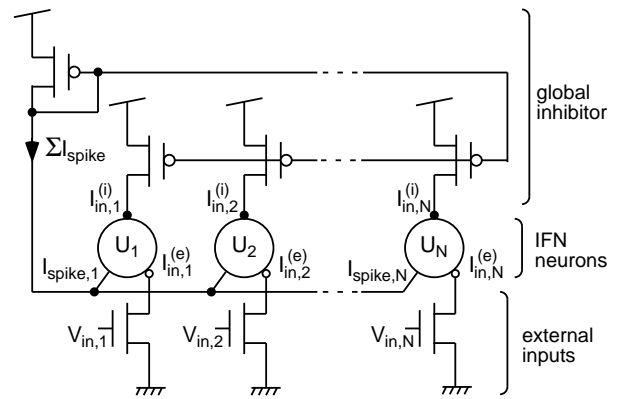 global
inhibitor
ΣI_spike
I_in,1^(i) I_in,2^(i) I_in,N^(i)
U_1 U_2 U_N
IFN
neurons
I_spike,1 I_in,1^(e) I_in,2^(e) I_spike,N I_in,N^(e)
V_in,1 V_in,2 V_in,N
external
inputs